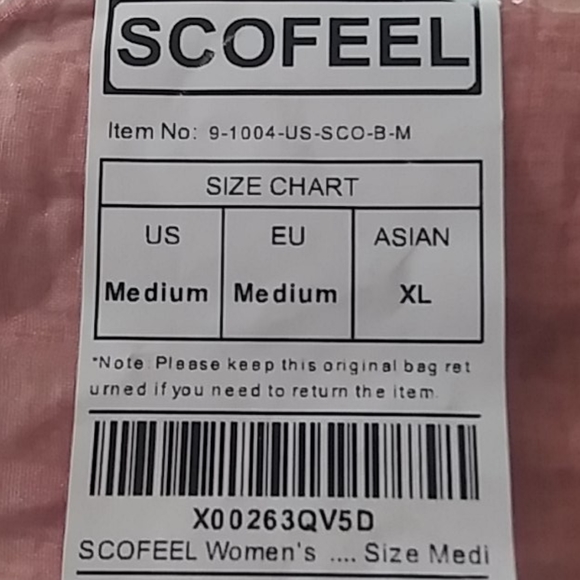 SCOFEEL
Item No: 9-1004-US-SCO-B-M
SIZE CHART
US EU ASIAN
Medium Medium XL
*Note: Please keep this original bag ret
urned if you need to return the item.
X00263QV5D
SCOFEEL Women's .... Size Medi